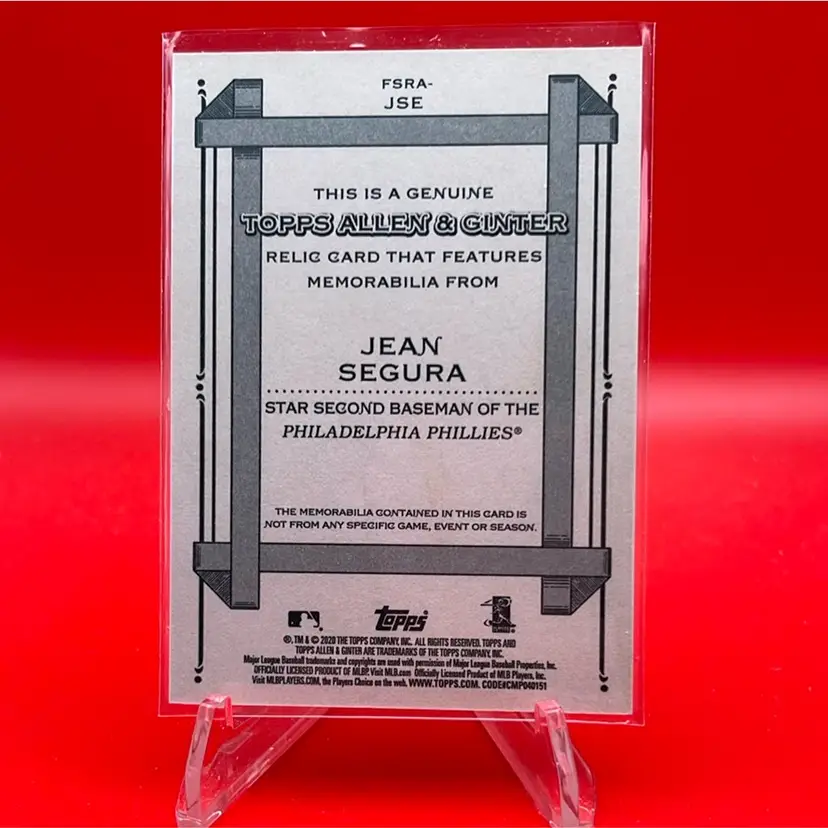 FSRA-
JSE
THIS IS A GENUINE
TOPPS ALLEN & GINTER
RELIC CARD THAT FEATURES
MEMORABILIA FROM
JEAN
SEGURA
STAR SECOND BASEMAN OF THE
PHILADELPHIA PHILLIES®
THE MEMORABILIA CONTAINED IN THIS CARD IS
NOT FROM ANY SPECIFIC GAME, EVENT OR SEASON.
topps
®, TM & © 2020 THE TOPPS COMPANY, INC. ALL RIGHTS RESERVED. TOPPS AND
TOPPS ALLEN & GINTER ARE TRADEMARKS OF THE TOPPS COMPANY, INC.
Major League Baseball trademarks and copyrights are used with permission of Major League Baseball Properties, Inc.
OFFICIALLY LICENSED PRODUCT OF MLBP. Visit MLB.com Officially Licensed Product of MLB Players, Inc.
Visit MLBPLAYERS.COM, the Players Choice on the web. WWW.TOPPS.COM. CODE#CMP040151